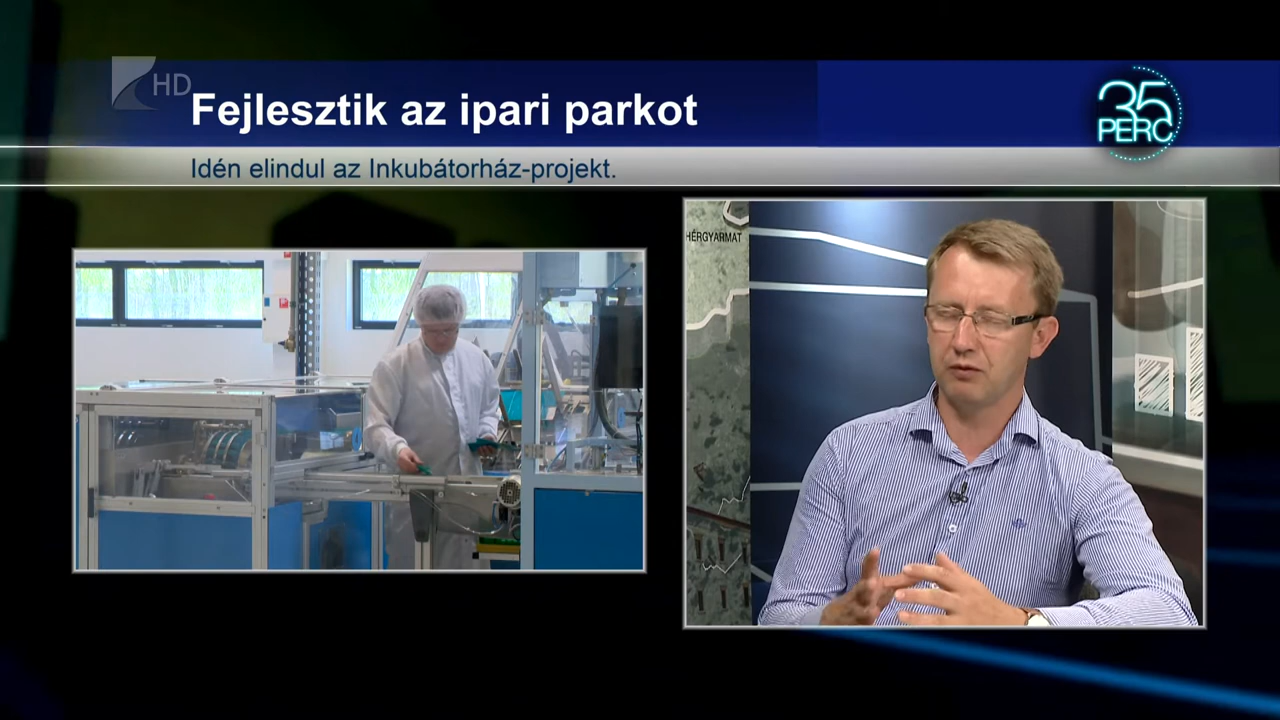 HD
Fejlesztik az ipari parkot
35
PERC
Idén elindul az Inkubátorház-projekt.
HÉRGYARMAT